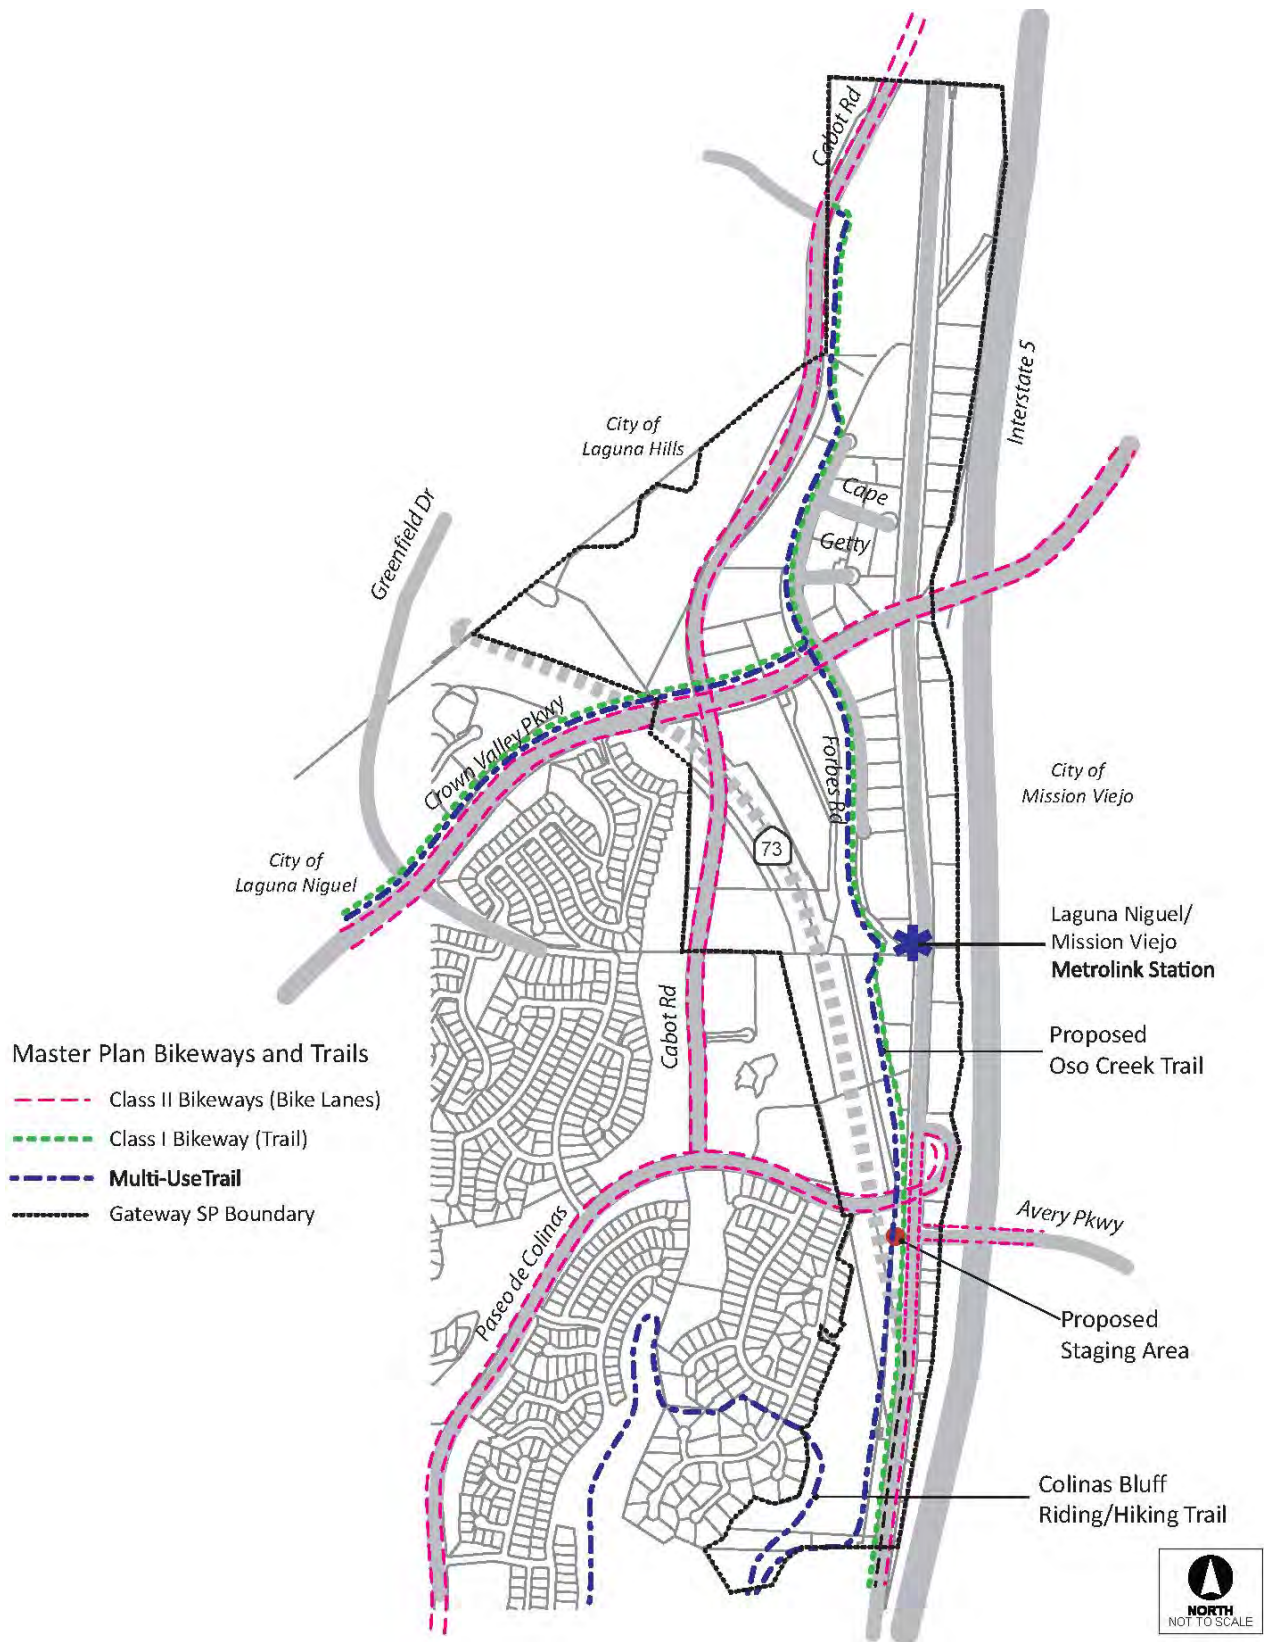 Cabot Rd
Interstate 5
City of
Laguna Hills
Greenfield Dr
Cape
Getty
Crown Valley Pkwy
Forbes Rd
City of
Mission Viejo
73
City of
Laguna Niguel
Laguna Niguel/
Mission Viejo
Metrolink Station
Cabot Rd
Proposed
Oso Creek Trail
Master Plan Bikeways and Trails
Class II Bikeways (Bike Lanes)
Class I Bikeway (Trail)
Multi-UseTrail
Gateway SP Boundary
Avery Pkwy
Paseo de Colinas
Proposed
Staging Area
Colinas Bluff
Riding/Hiking Trail
NORTH
NOT TO SCALE